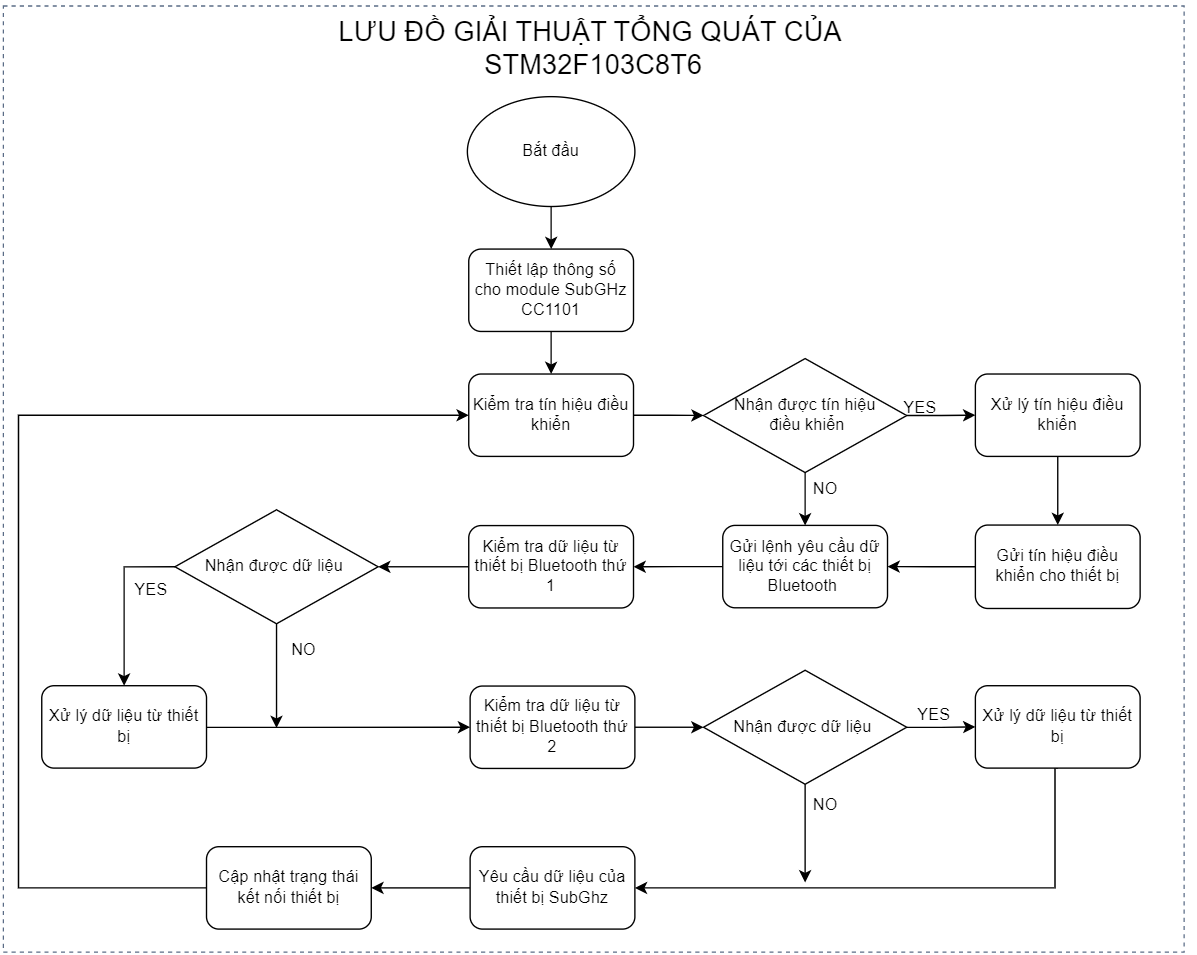 LƯU ĐỒ GIẢI THUẬT TỔNG QUÁT CỦA
STM32F103C8T6
Bắt đầu
Thiết lập thông số
cho module SubGHz
CC1101
Kiểm tra tín hiệu điều
khiển
Nhận được tín hiệu
điều khiển
YES
Xử lý tín hiệu điều
khiển
NO
Gửi tín hiệu điều
khiển cho thiết bị
Gửi lệnh yêu cầu dữ
liệu tới các thiết bị
Bluetooth
Kiểm tra dữ liệu từ
thiết bị Bluetooth thứ
1
Nhận được dữ liệu
YES
NO
Xử lý dữ liệu từ thiết
bị
Kiểm tra dữ liệu từ
thiết bị Bluetooth thứ
2
Nhận được dữ liệu
YES
Xử lý dữ liệu từ thiết
bị
NO
Yêu cầu dữ liệu của
thiết bị SubGhz
Cập nhật trạng thái
kết nối thiết bị